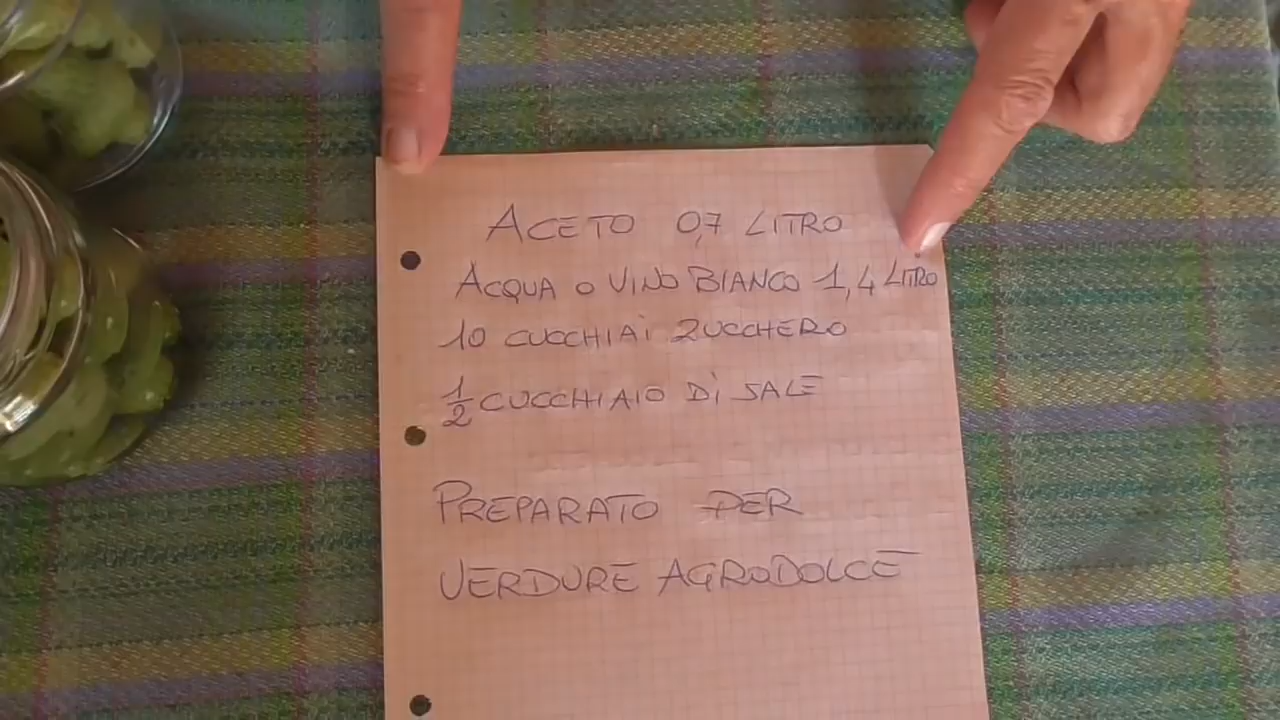 ACETO 0,7 LITRO
ACQUA O VINO BIANCO 1,4 LITRO
10 CUCCHIAI ZUCCHERO
1/2 CUCCHIAIO DI SALE
PREPARATO PER
VERDURE AGRODOLCE